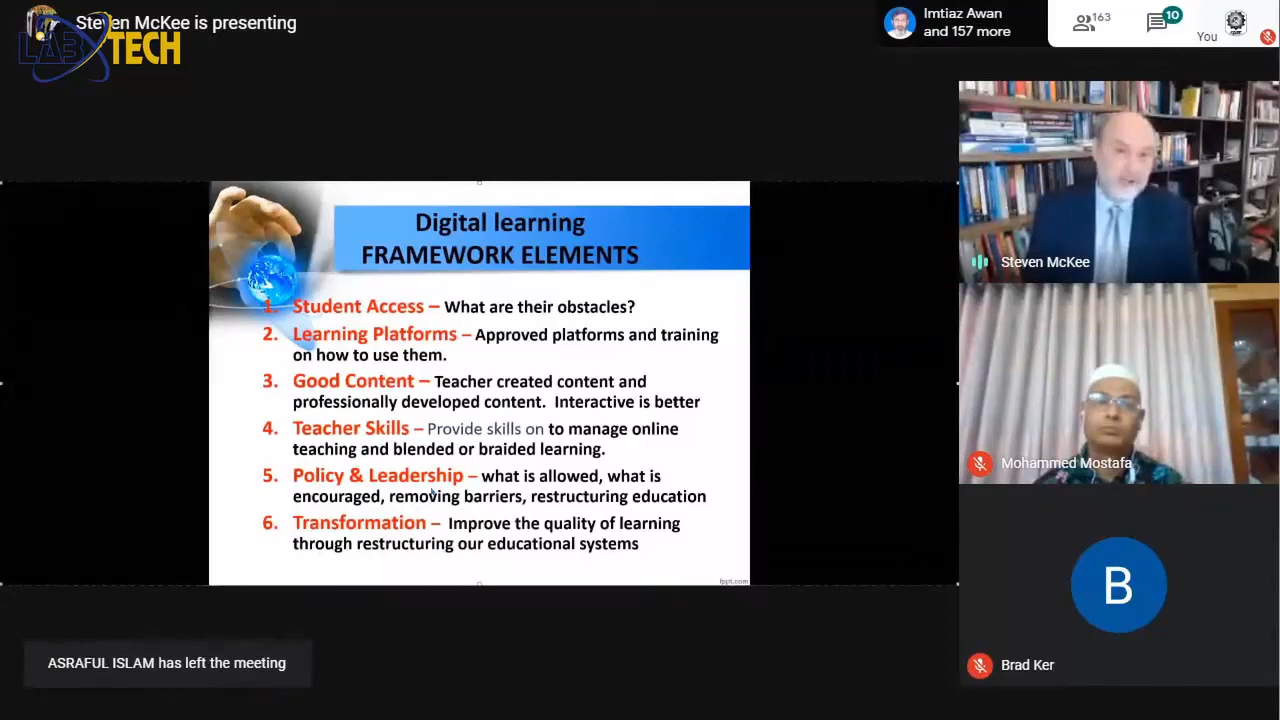 Steven McKee is presenting
LAB TECH
Imtiaz Awan
and 157 more
163
10
You
Digital learning
FRAMEWORK ELEMENTS
1. Student Access – What are their obstacles?
2. Learning Platforms – Approved platforms and training
on how to use them.
3. Good Content – Teacher created content and
professionally developed content. Interactive is better
4. Teacher Skills – Provide skills on to manage online
teaching and blended or braided learning.
5. Policy & Leadership – what is allowed, what is
encouraged, removing barriers, restructuring education
6. Transformation – Improve the quality of learning
through restructuring our educational systems
fppt.com
Steven McKee
Mohammed Mostafa
B
Brad Ker
ASRAFUL ISLAM has left the meeting